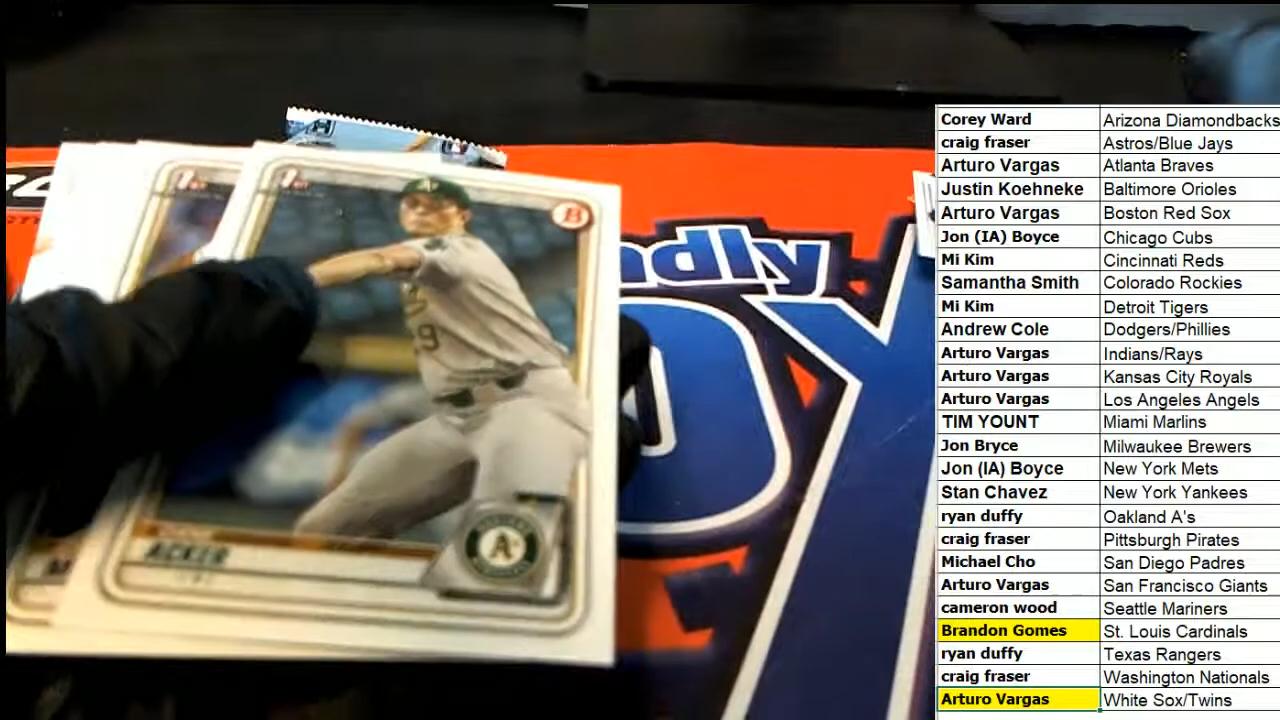 Corey Ward Arizona Diamondbacks
craig fraser Astros/Blue Jays
Arturo Vargas Atlanta Braves
Justin Koehneke Baltimore Orioles
Arturo Vargas Boston Red Sox
Jon (IA) Boyce Chicago Cubs
Mi Kim Cincinnati Reds
Samantha Smith Colorado Rockies
Mi Kim Detroit Tigers
Andrew Cole Dodgers/Phillies
Arturo Vargas Indians/Rays
Arturo Vargas Kansas City Royals
Arturo Vargas Los Angeles Angels
TIM YOUNT Miami Marlins
Jon Bryce Milwaukee Brewers
Jon (IA) Boyce New York Mets
Stan Chavez New York Yankees
ryan duffy Oakland A's
craig fraser Pittsburgh Pirates
Michael Cho San Diego Padres
Arturo Vargas San Francisco Giants
cameron wood Seattle Mariners
Brandon Gomes St. Louis Cardinals
ryan duffy Texas Rangers
craig fraser Washington Nationals
Arturo Vargas White Sox/Twins
1st
1st
B
9
ACKER
A
ndly